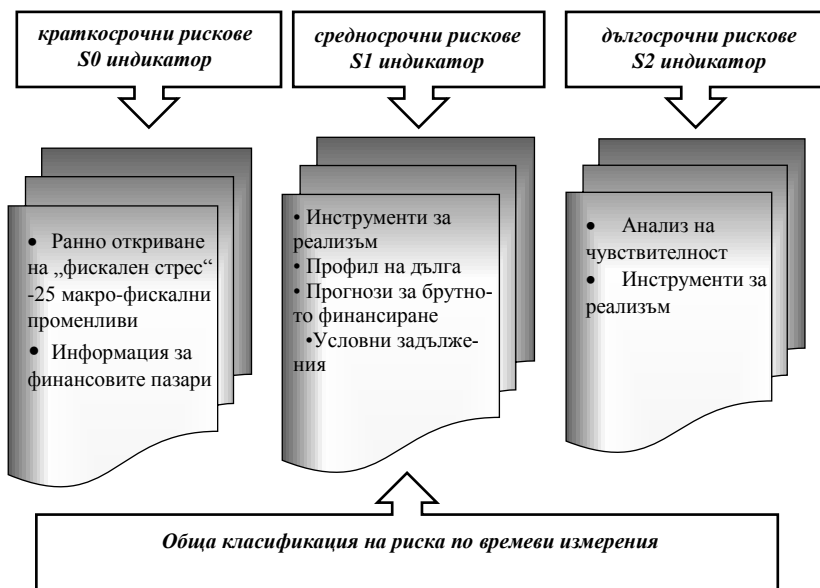 краткосрочни рискове
S0 индикатор
средносрочни рискове
S1 индикатор
дългосрочни рискове
S2 индикатор
• Ранно откриване
на „фискален стрес“
-25 макро-фискални
променливи
• Информация за
финансовите пазари
• Инструменти за
реализъм
• Профил на дълга
• Прогнози за брутно-
то финансиране
•Условни задълже-
ния
• Анализ на
чувствителност
• Инструменти за
реализъм
Обща класификация на риска по времеви измерения